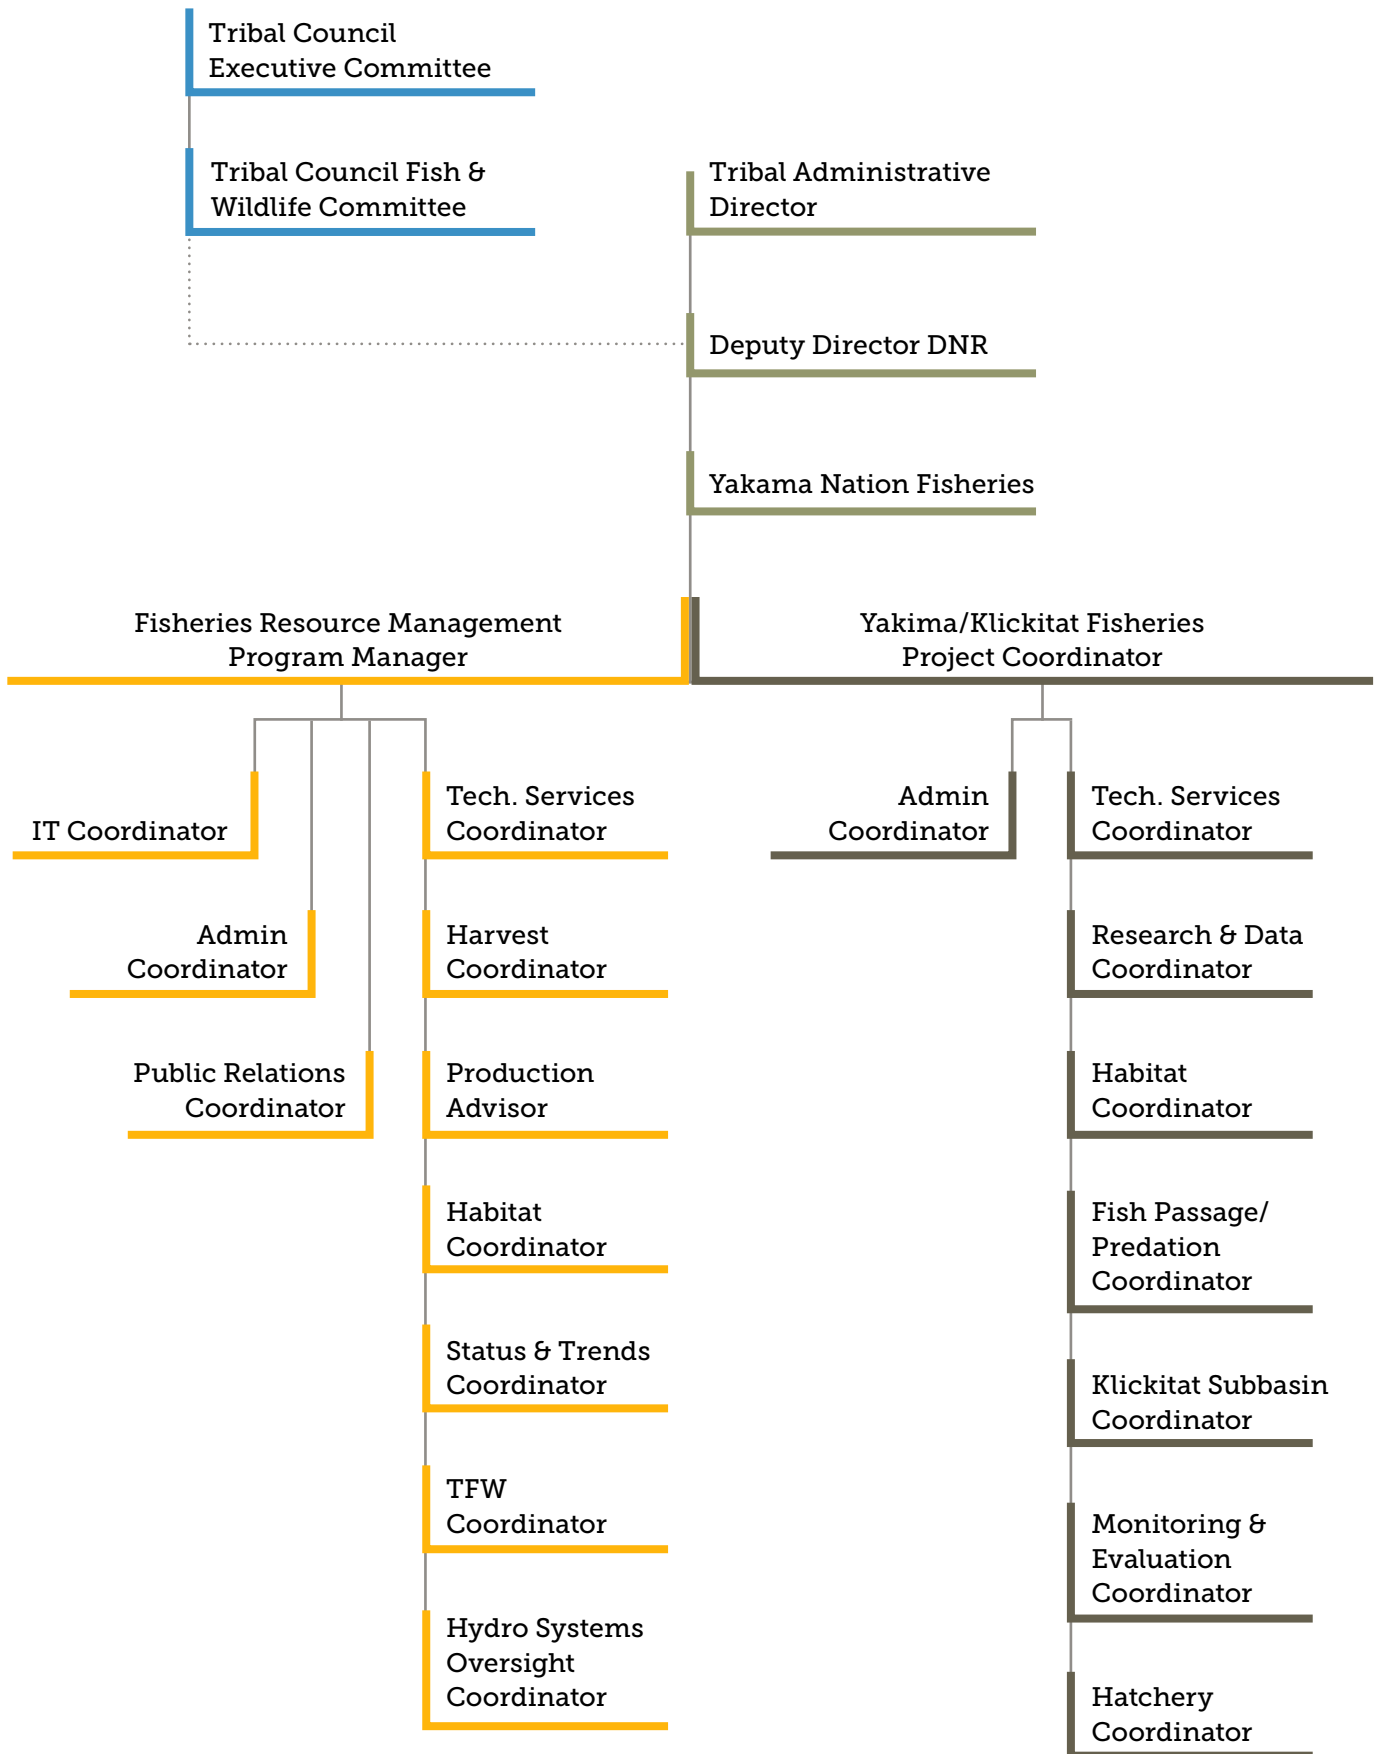 Tribal Council
Executive Committee
Tribal Council Fish &
Wildlife Committee
Tribal Administrative
Director
Deputy Director DNR
Yakama Nation Fisheries
Fisheries Resource Management
Program Manager
Yakima/Klickitat Fisheries
Project Coordinator
IT Coordinator
Admin
Coordinator
Public Relations
Coordinator
Tech. Services
Coordinator
Harvest
Coordinator
Production
Advisor
Habitat
Coordinator
Status & Trends
Coordinator
TFW
Coordinator
Hydro Systems
Oversight
Coordinator
Admin
Coordinator
Tech. Services
Coordinator
Research & Data
Coordinator
Habitat
Coordinator
Fish Passage/
Predation
Coordinator
Klickitat Subbasin
Coordinator
Monitoring &
Evaluation
Coordinator
Hatchery
Coordinator